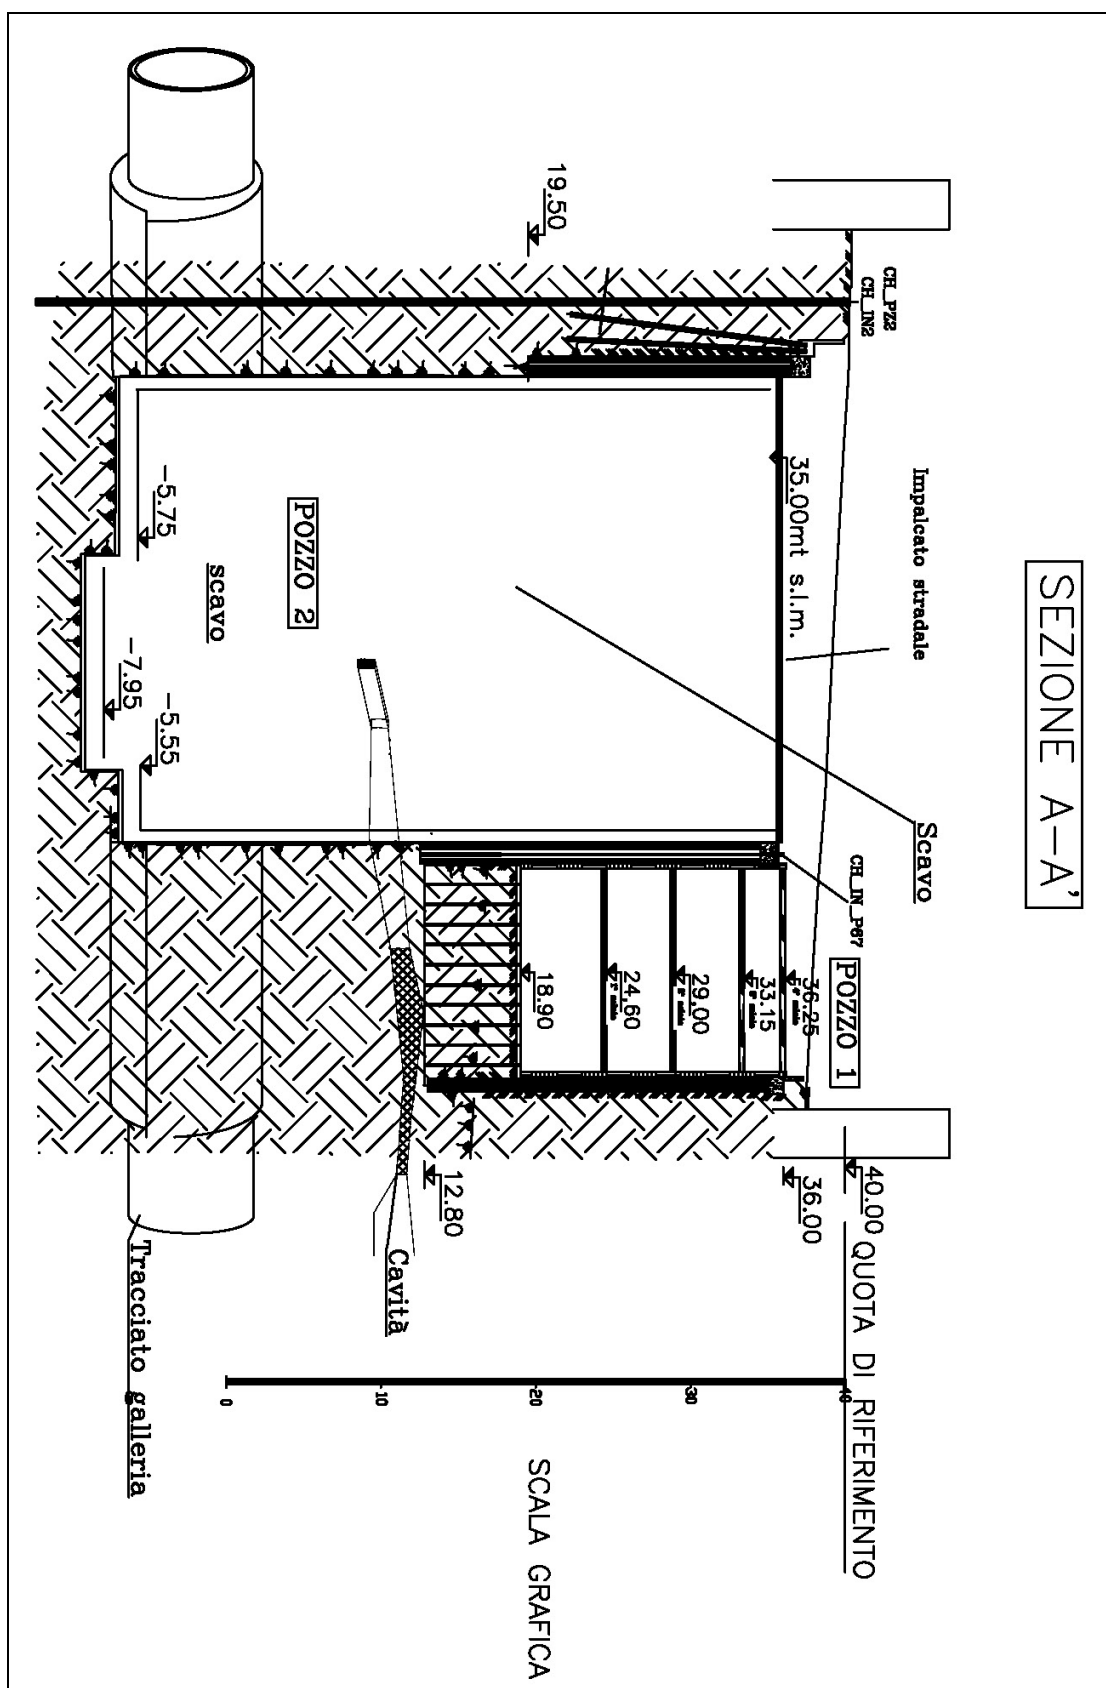 SEZIONE A-A'
Impalcato stradale
Scavo
CH_PZ2
CH_IN2
CH_IN_P67
POZZO 1
40.00
QUOTA DI RIFERIMENTO
35.00mt s.l.m.
36.25
36.00
33.15
29,00
24,60
18.90
19.50
12.80
POZZO 2
scavo
Cavità
-5.75
-5.55
-7.95
Tracciato galleria
40
30
20
10
0
SCALA GRAFICA